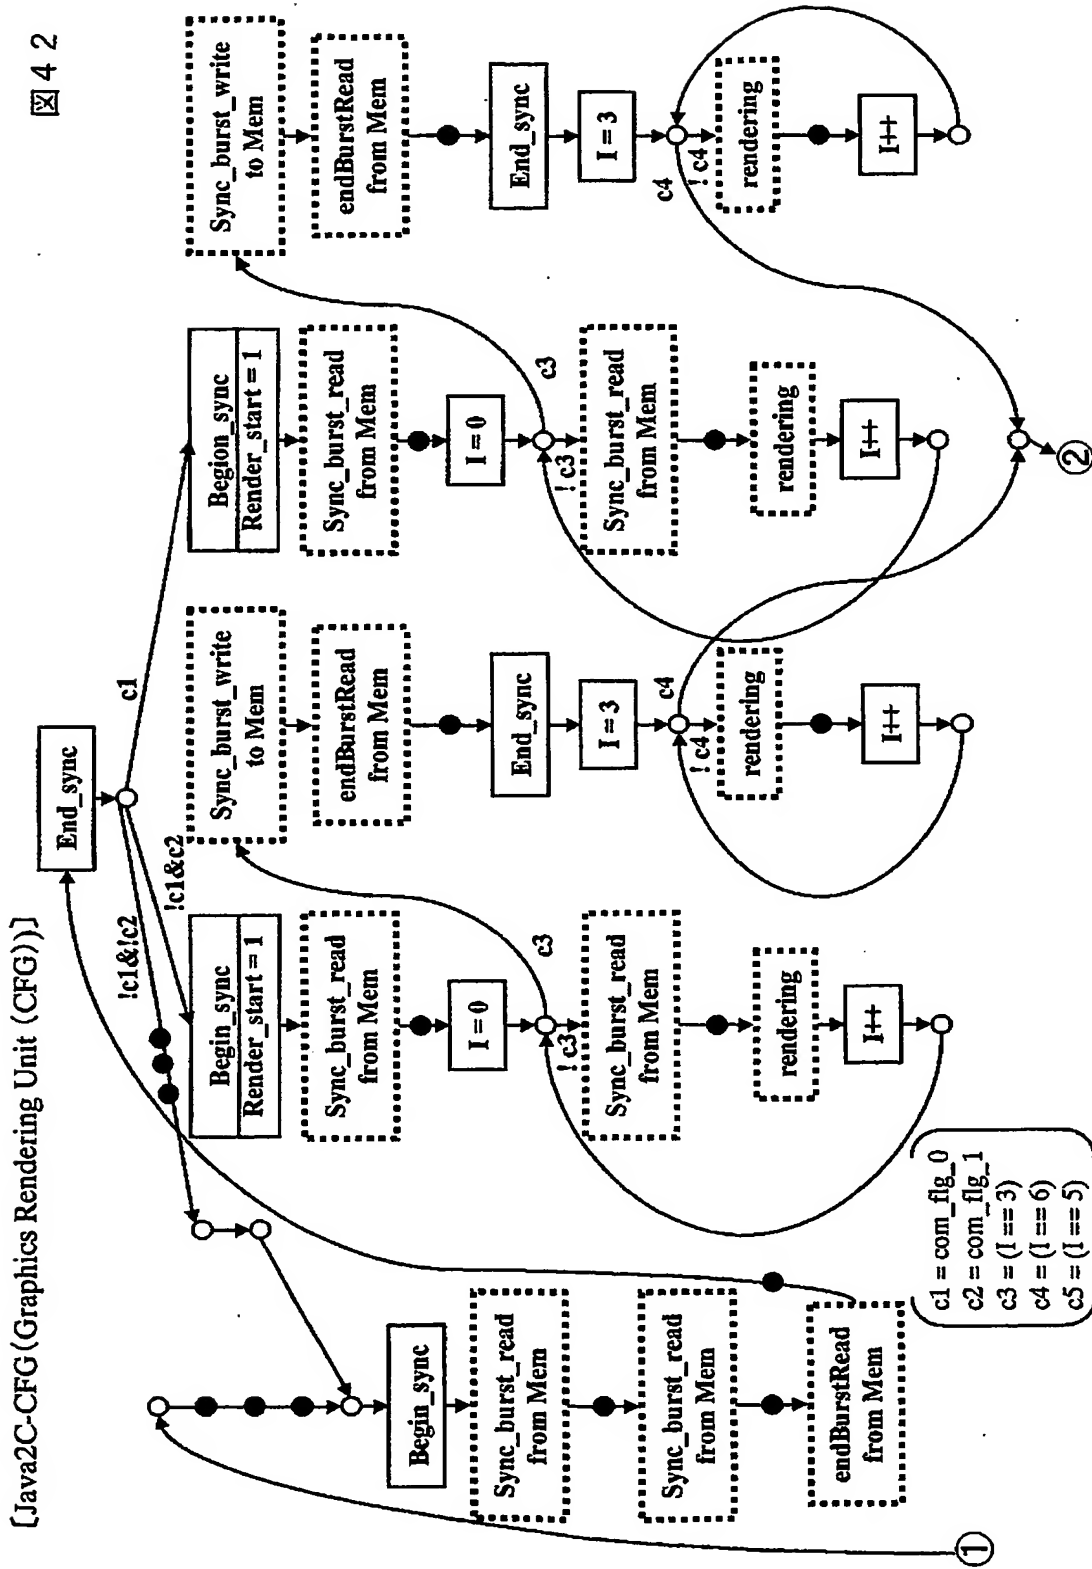 図42
[Java2C-CFG(Graphics Rendering Unit (CFG))]
End_sync
!c1&!c2
!c1&c2
c1
①
Begin_sync
Sync_burst_read
from Mem
Sync_burst_read
from Mem
endBurstRead
from Mem
Begin_sync
Render_start = 1
Sync_burst_read
from Mem
I=0
!c3
c3
Sync_burst_read
from Mem
rendering
I++
Sync_burst_write
to Mem
endBurstRead
from Mem
End_sync
I = 3
!c4
c4
rendering
I++
Begion_sync
Render_start = 1
Sync_burst_read
from Mem
I=0
!c3
c3
Sync_burst_read
from Mem
rendering
I++
Sync_burst_write
to Mem
endBurstRead
from Mem
End_sync
I = 3
c4
!c4
rendering
I++
②
c1 = com_flg_0
c2 = com_flg_1
c3 = (I == 3)
c4 = (I == 6)
c5 = (I == 5)